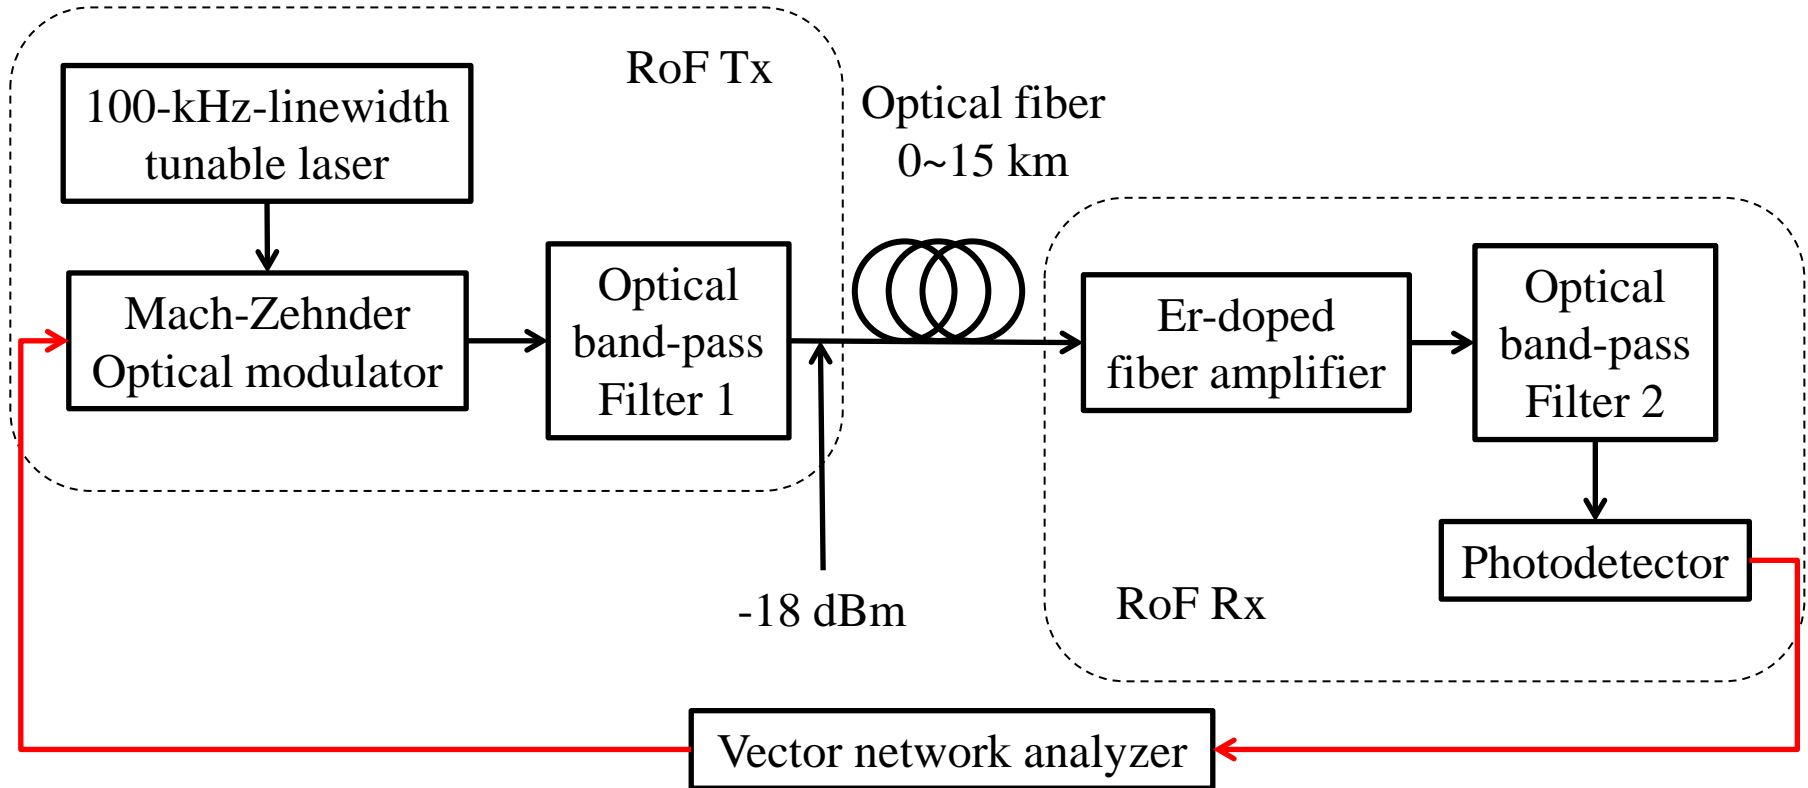 RoF Tx
100-kHz-linewidth
tunable laser
Optical fiber
0~15 km
Mach-Zehnder
Optical modulator
Optical
band-pass
Filter 1
Er-doped
fiber amplifier
Optical
band-pass
Filter 2
Photodetector
-18 dBm
RoF Rx
Vector network analyzer